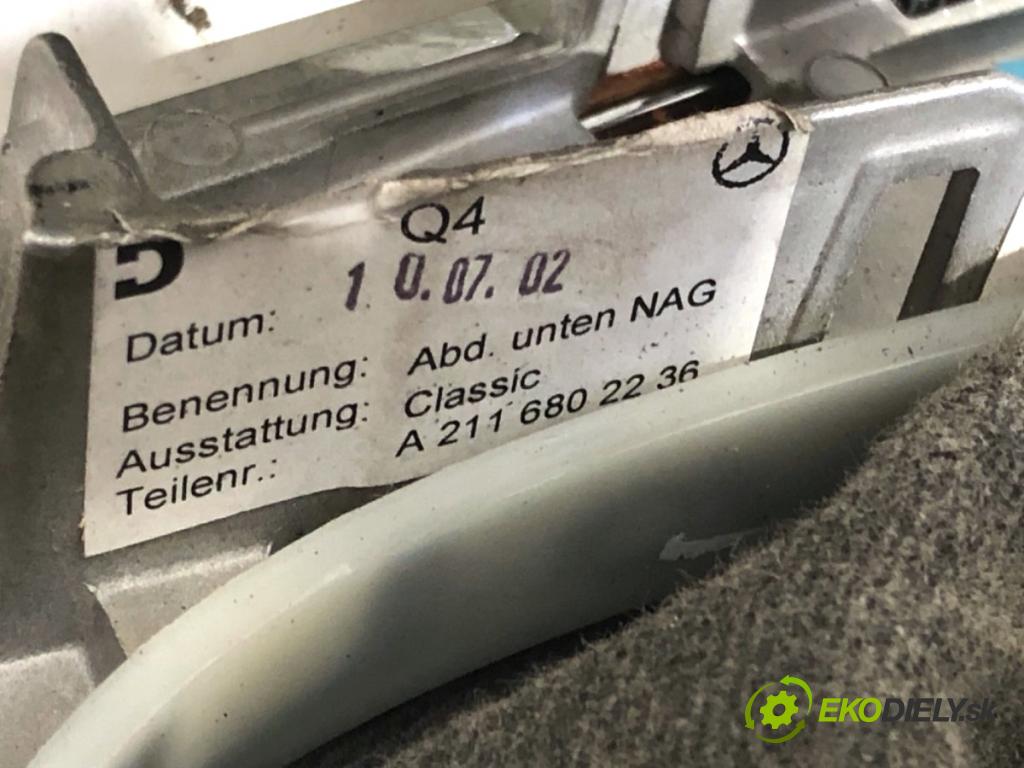 Q4
Datum: 10.07.02
Benennung: Abd. unten NAG
Ausstattung: Classic
Teilenr.: A 211 680 22 36
EKODIELY.sk